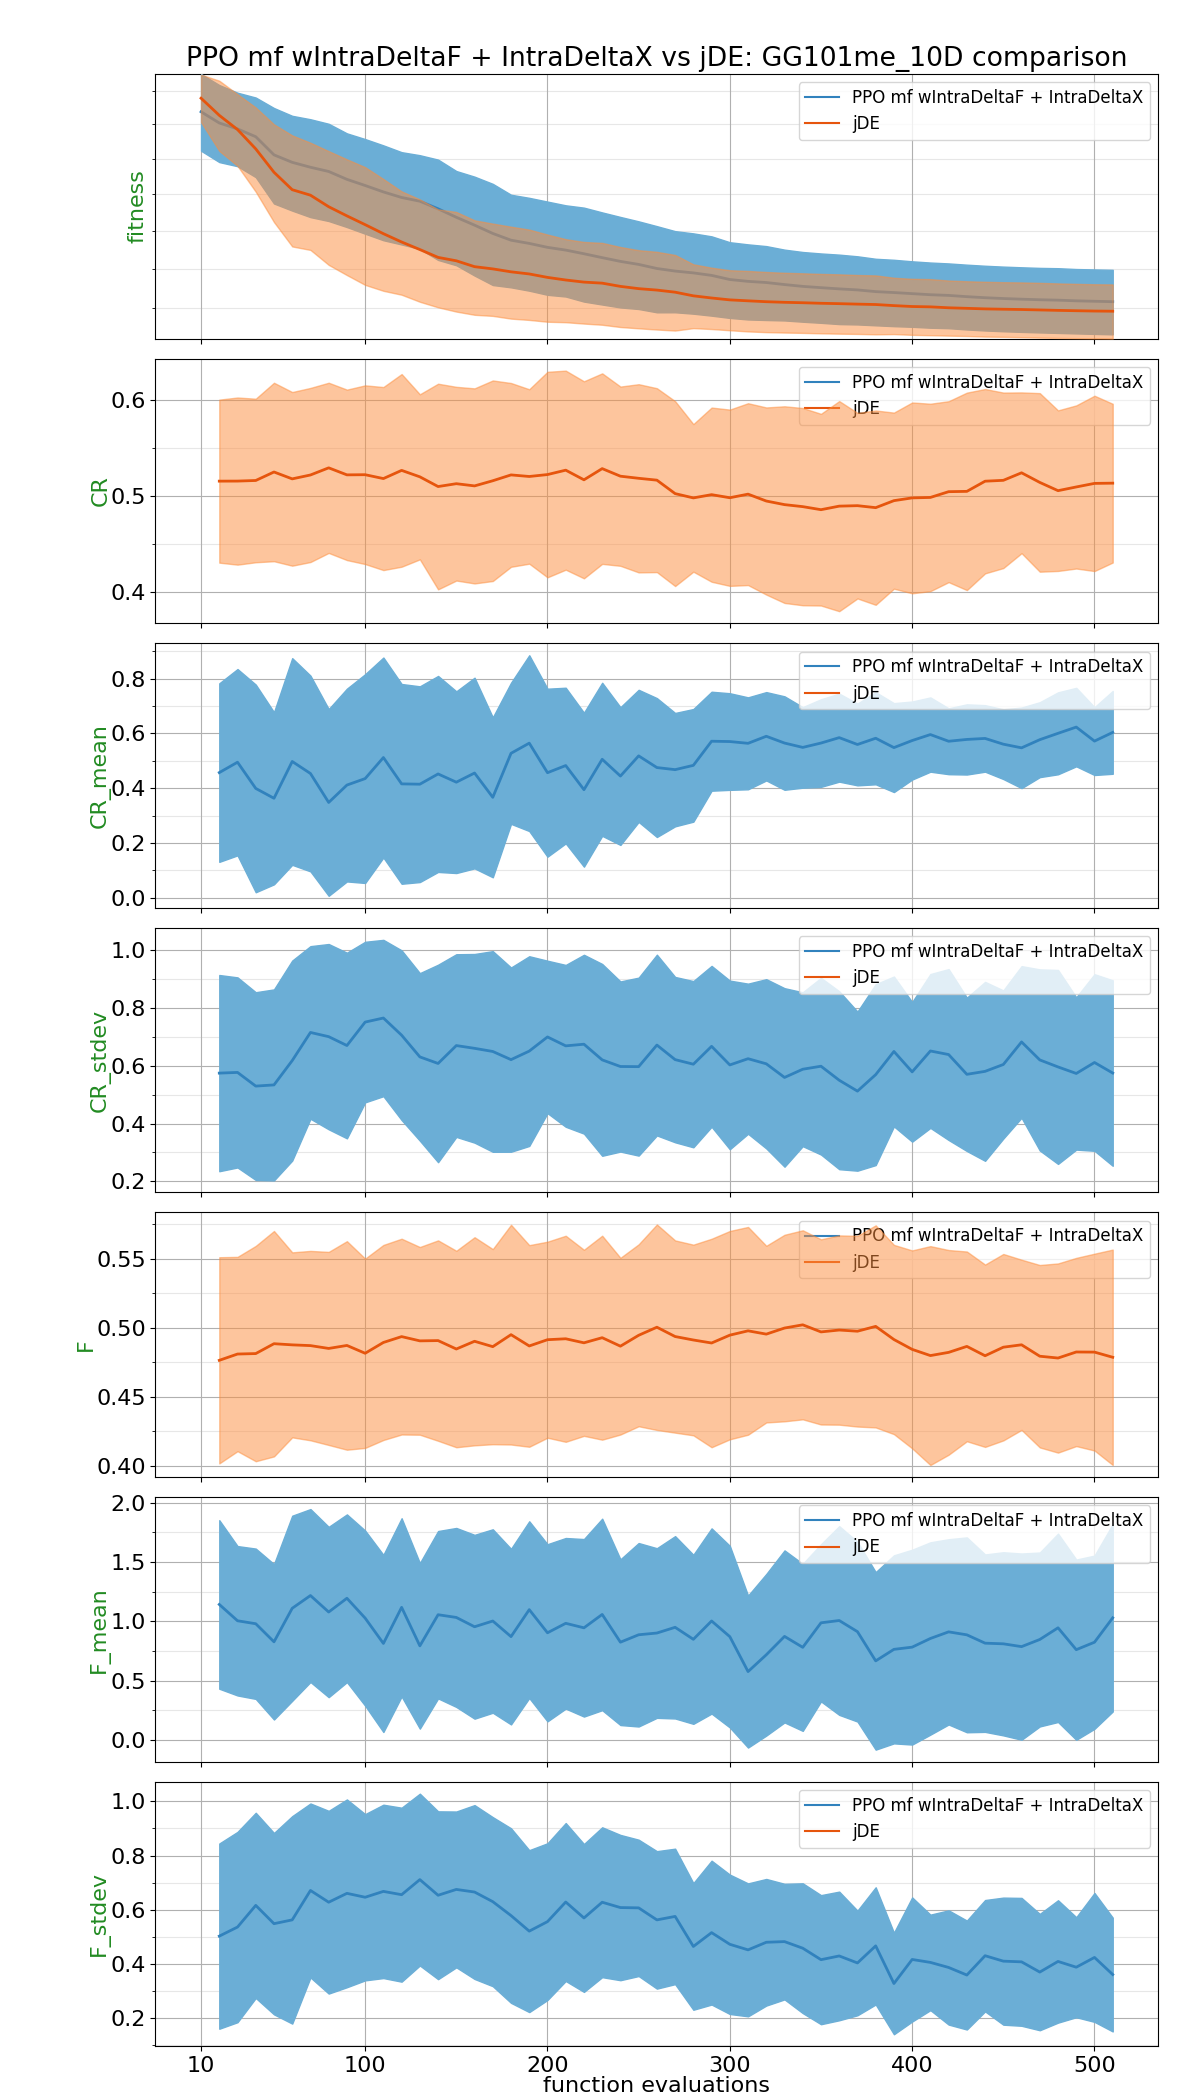 PPO mf wIntraDeltaF + IntraDeltaX vs jDE: GG101me_10D comparison
fitness
PPO mf wIntraDeltaF + IntraDeltaX
jDE
CR
0.6
0.5
0.4
PPO mf wIntraDeltaF + IntraDeltaX
jDE
CR_mean
0.8
0.6
0.4
0.2
0.0
PPO mf wIntraDeltaF + IntraDeltaX
jDE
CR_stdev
1.0
0.8
0.6
0.4
0.2
PPO mf wIntraDeltaF + IntraDeltaX
jDE
F
0.55
0.50
0.45
0.40
PPO mf wIntraDeltaF + IntraDeltaX
jDE
F_mean
2.0
1.5
1.0
0.5
0.0
PPO mf wIntraDeltaF + IntraDeltaX
jDE
F_stdev
1.0
0.8
0.6
0.4
0.2
PPO mf wIntraDeltaF + IntraDeltaX
jDE
10 100 200 300 400 500
function evaluations